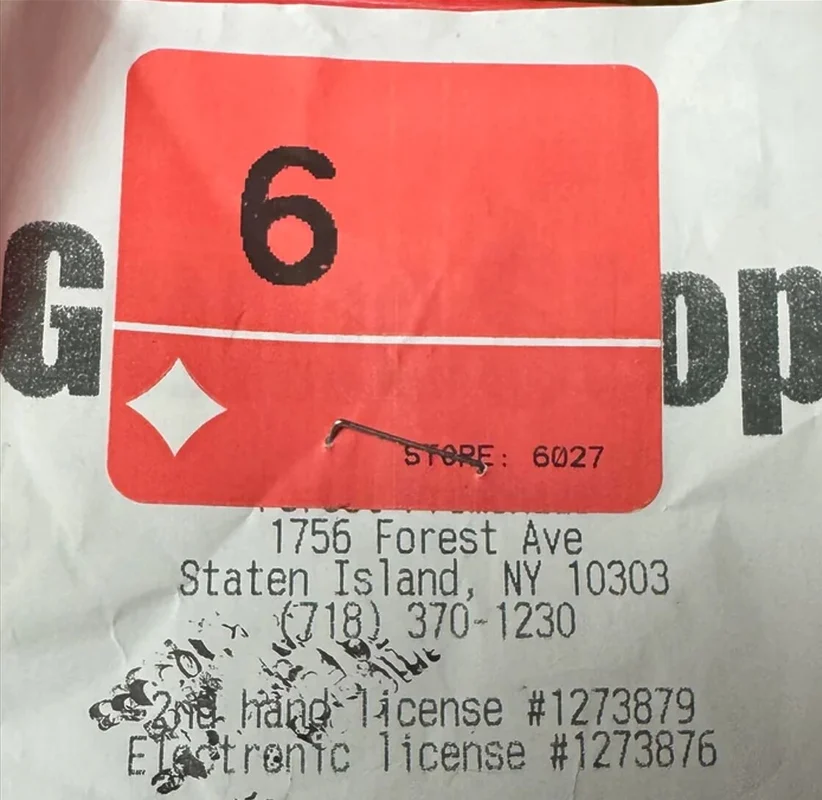 6
G op
STORE: 6027
1756 Forest Ave
Staten Island, NY 10303
(718) 370-1230
2nd hand license #1273879
Electronic license #1273876